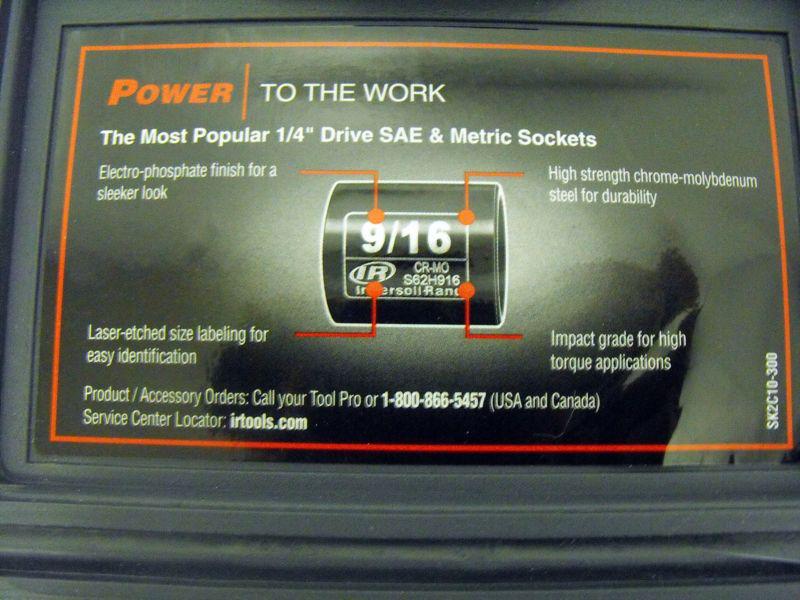 POWER TO THE WORK
The Most Popular 1/4" Drive SAE & Metric Sockets
Electro-phosphate finish for a
sleeker look
High strength chrome-molybdenum
steel for durability
9/16
IR
CR-MO
S62H916
Ingersoll Rand
Laser-etched size labeling for
easy identification
Impact grade for high
torque applications
Product / Accessory Orders: Call your Tool Pro or 1-800-866-5457 (USA and Canada)
Service Center Locator: irtools.com
SK2C10-300